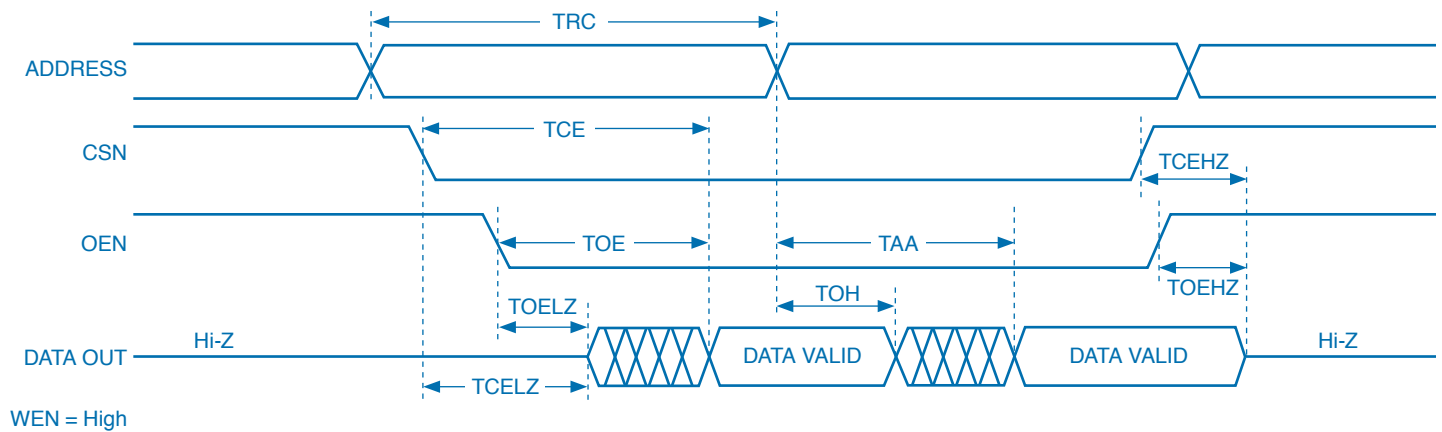 TRC
ADDRESS
TCE
CSN
TCEHZ
OEN
TOE
TAA
TOEHZ
TOELZ
TOH
Hi-Z
DATA OUT
DATA VALID
DATA VALID
Hi-Z
TCELZ
WEN = High